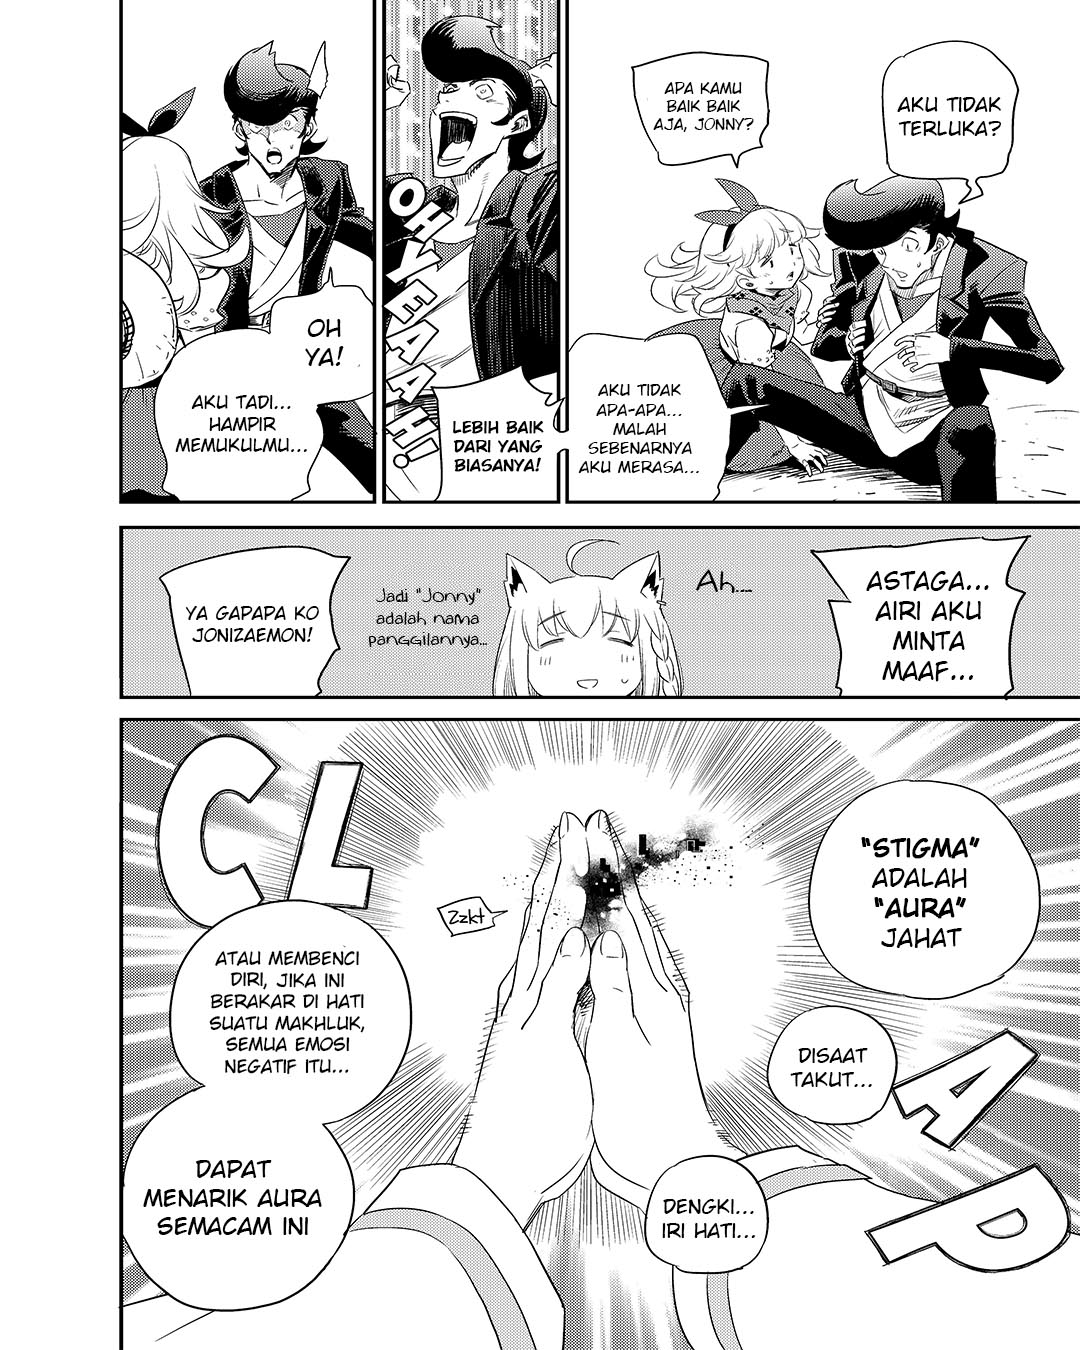 AKU TIDAK
TERLUKA?
APA KAMU
BAIK BAIK
AJA, JONNY?
AKU TIDAK
APA-APA...
MALAH
SEBENARNYA
AKU MERASA...
LEBIH BAIK
DARI YANG
BIASANYA!
OH YEAAAH!
OH
YA!
AKU TADI...
HAMPIR
MEMUKULMU...
ASTAGA...
AIRI AKU
MINTA
MAAF...
Ah....
Jadi "Jonny"
adalah nama
panggilannya...
YA GAPAPA KO
JONIZAEMON!
CLAP
"STIGMA"
ADALAH
"AURA"
JAHAT
Zzkt
DISAAT
TAKUT...
DENGKI...
IRI HATI...
ATAU MEMBENCI
DIRI, JIKA INI
BERAKAR DI HATI
SUATU MAKHLUK,
SEMUA EMOSI
NEGATIF ITU...
DAPAT
MENARIK AURA
SEMACAM INI